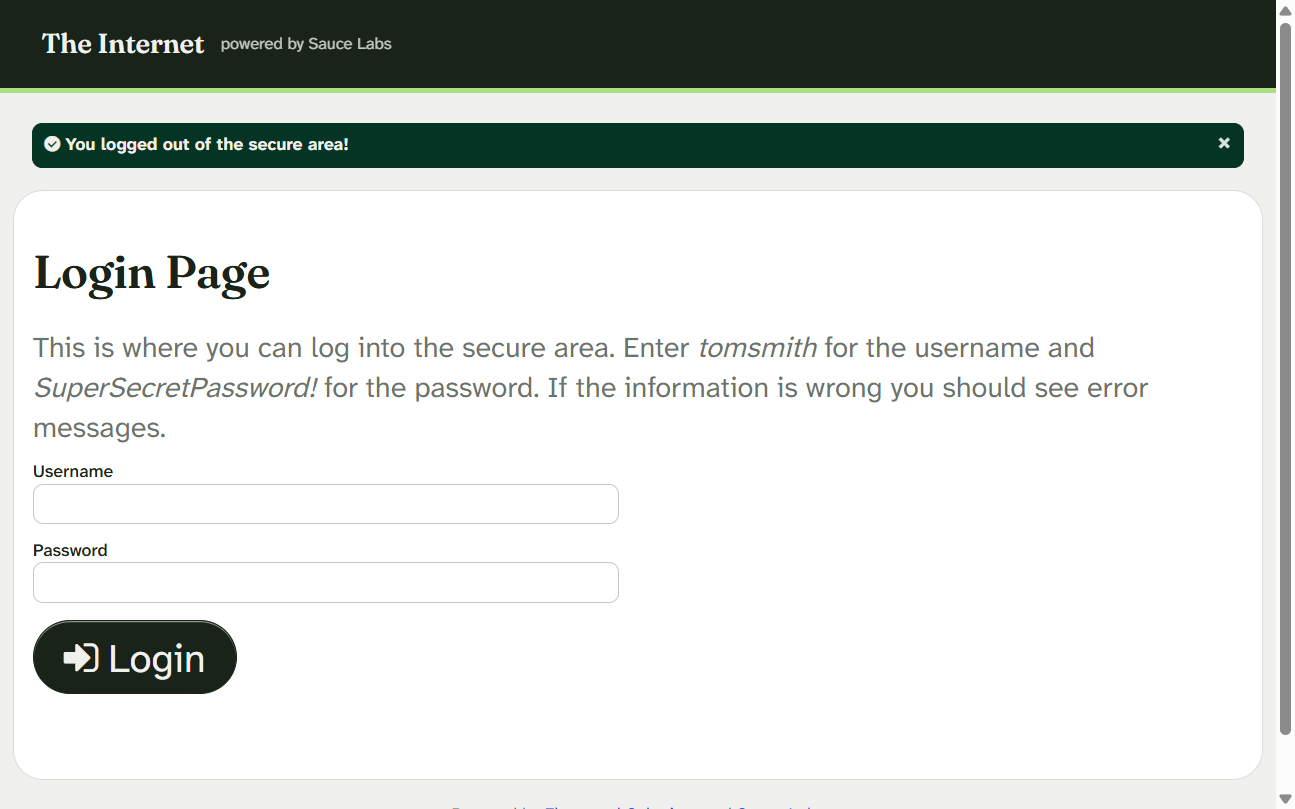 The Internet powered by Sauce Labs
You logged out of the secure area!
Login Page
This is where you can log into the secure area. Enter tomsmith for the username and
SuperSecretPassword! for the password. If the information is wrong you should see error
messages.
Username
Password
Login